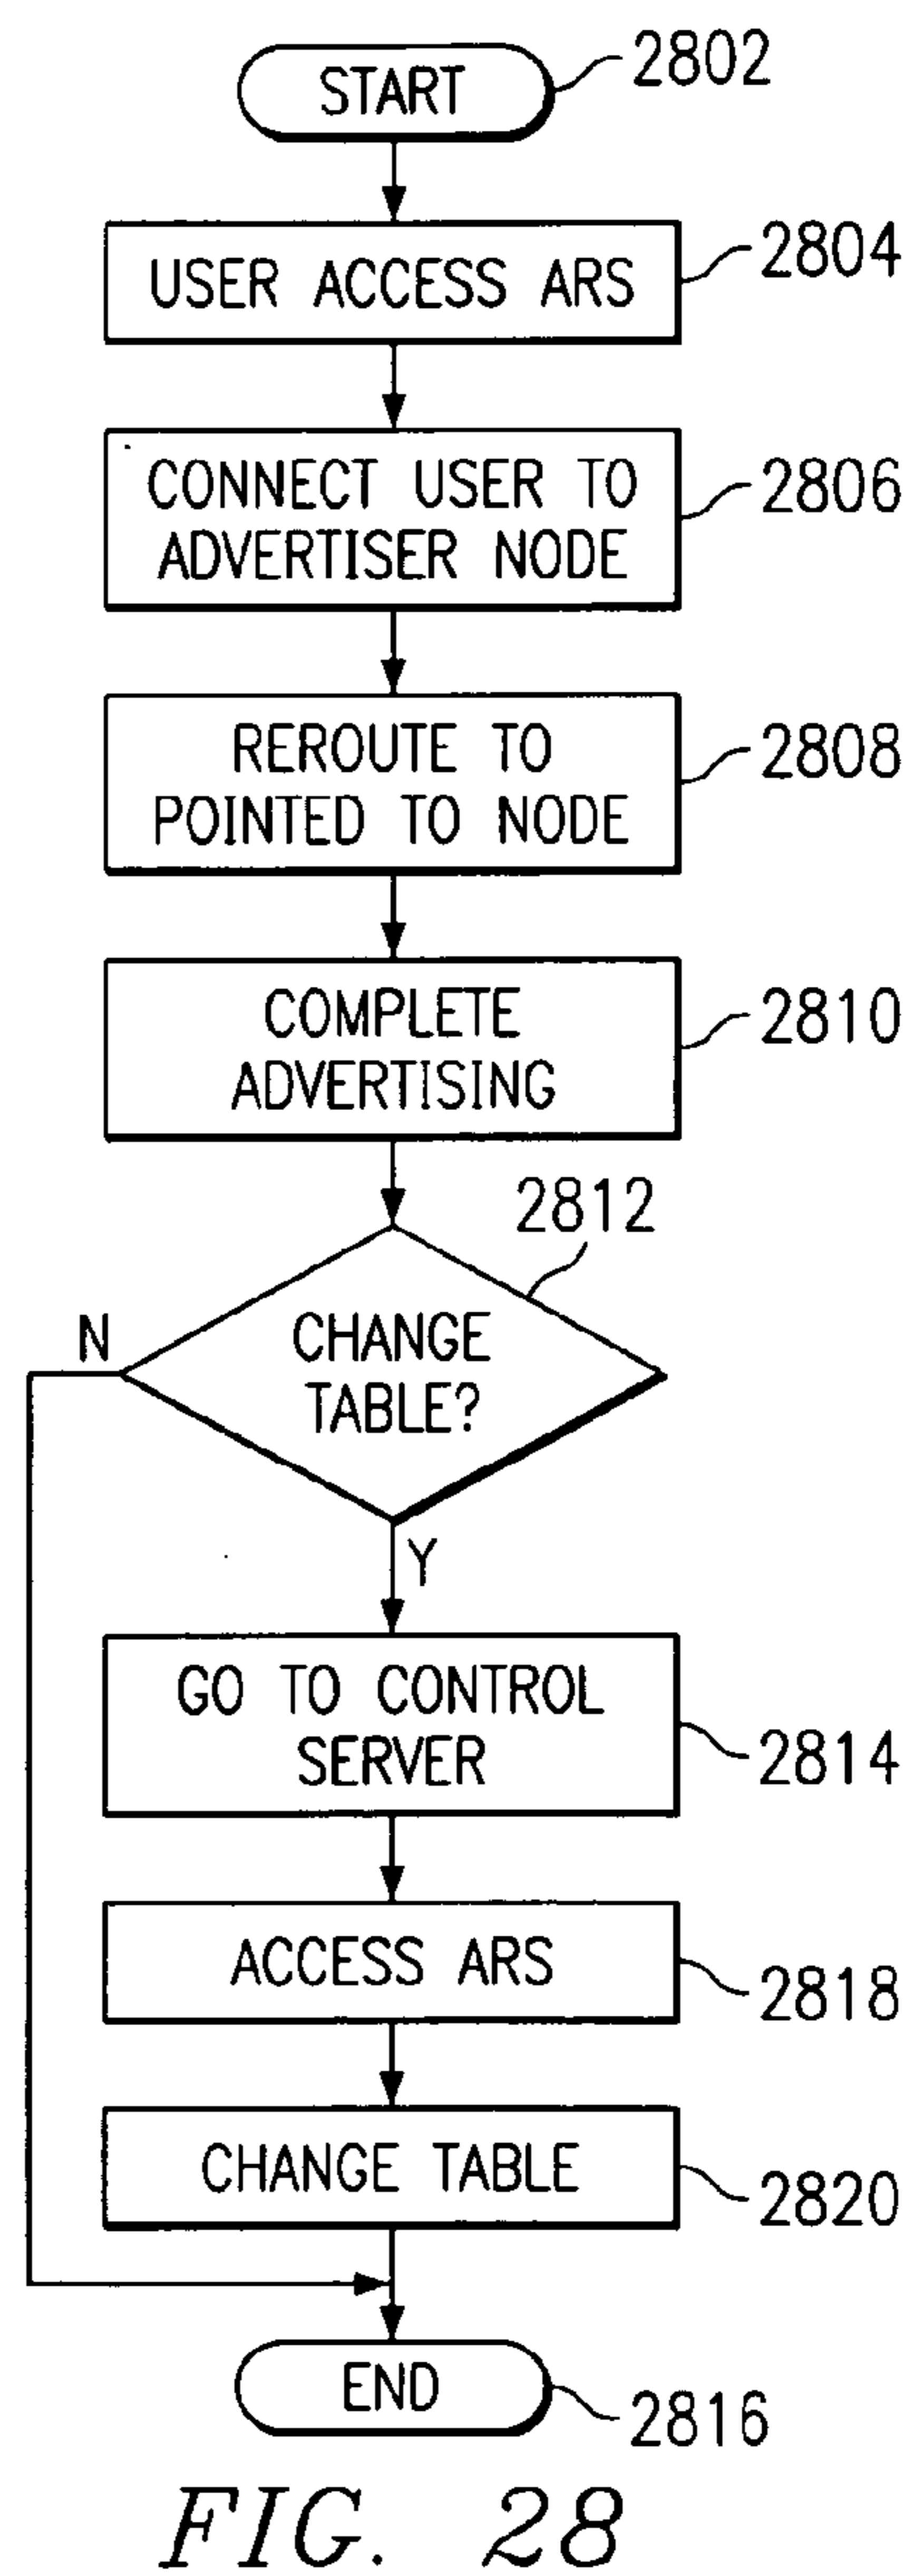 START
2802
USER ACCESS ARS
2804
CONNECT USER TO
ADVERTISER NODE
2806
REROUTE TO
POINTED TO NODE
2808
COMPLETE
ADVERTISING
2810
2812
CHANGE
TABLE?
N
Y
GO TO CONTROL
SERVER
2814
ACCESS ARS
2818
CHANGE TABLE
2820
END
2816
FIG. 28